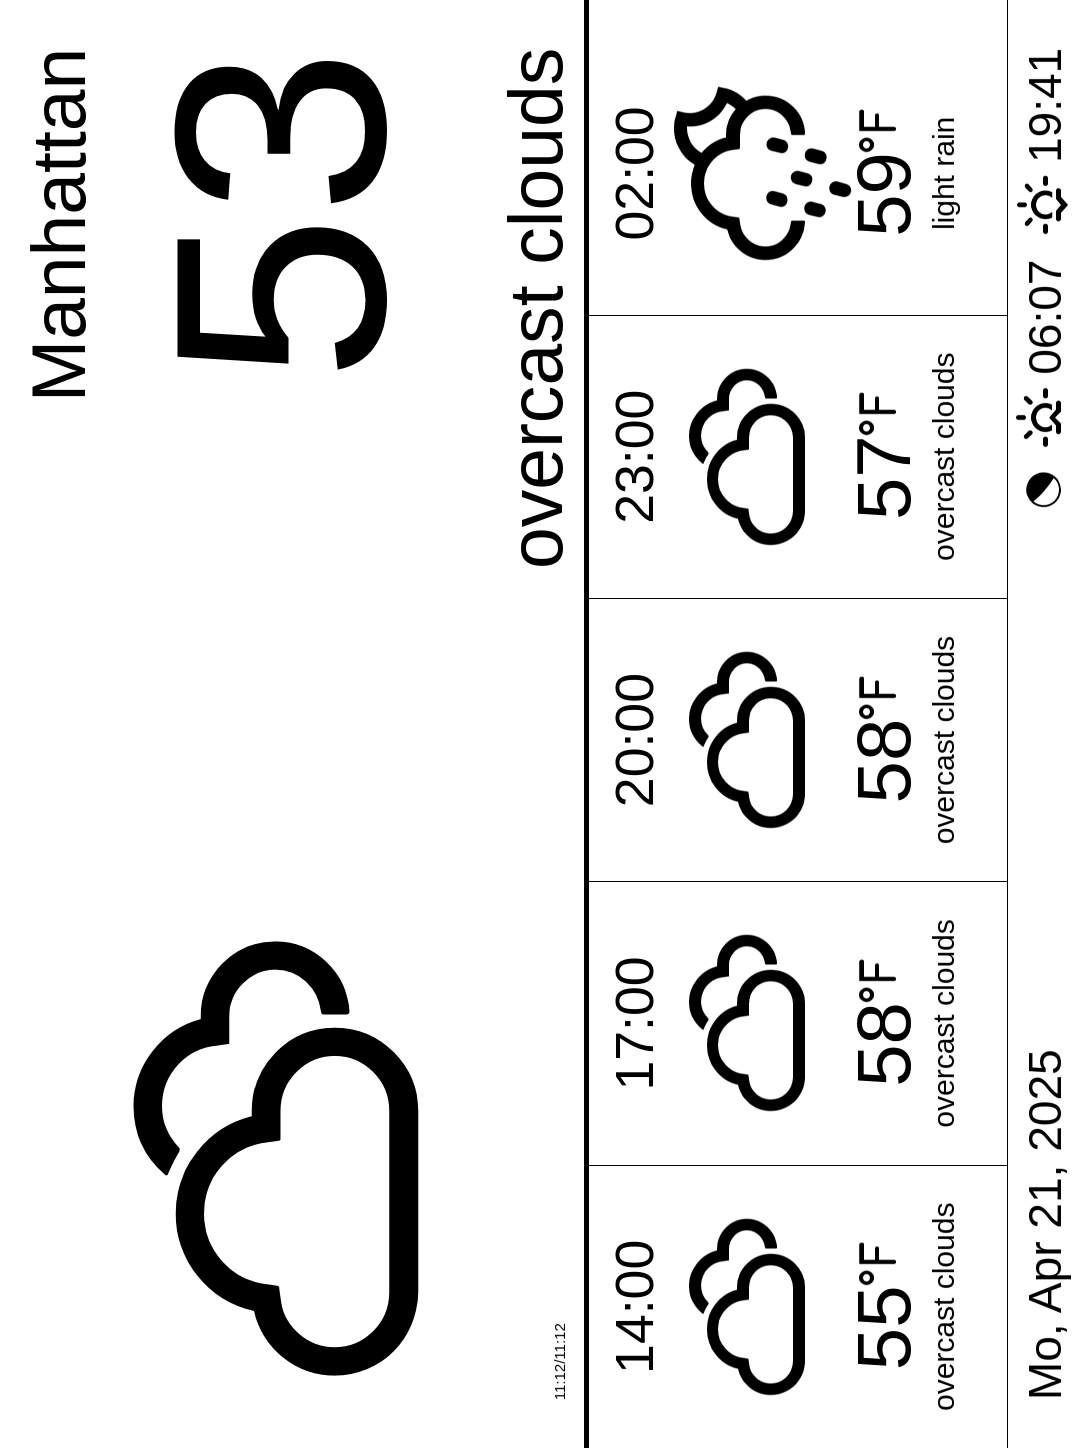 Manhattan
53
overcast clouds
11:12/11:12
14:00
55°F
overcast clouds
17:00
58°F
overcast clouds
20:00
58°F
overcast clouds
23:00
57°F
overcast clouds
02:00
59°F
light rain
Mo, Apr 21, 2025
06:07 19:41